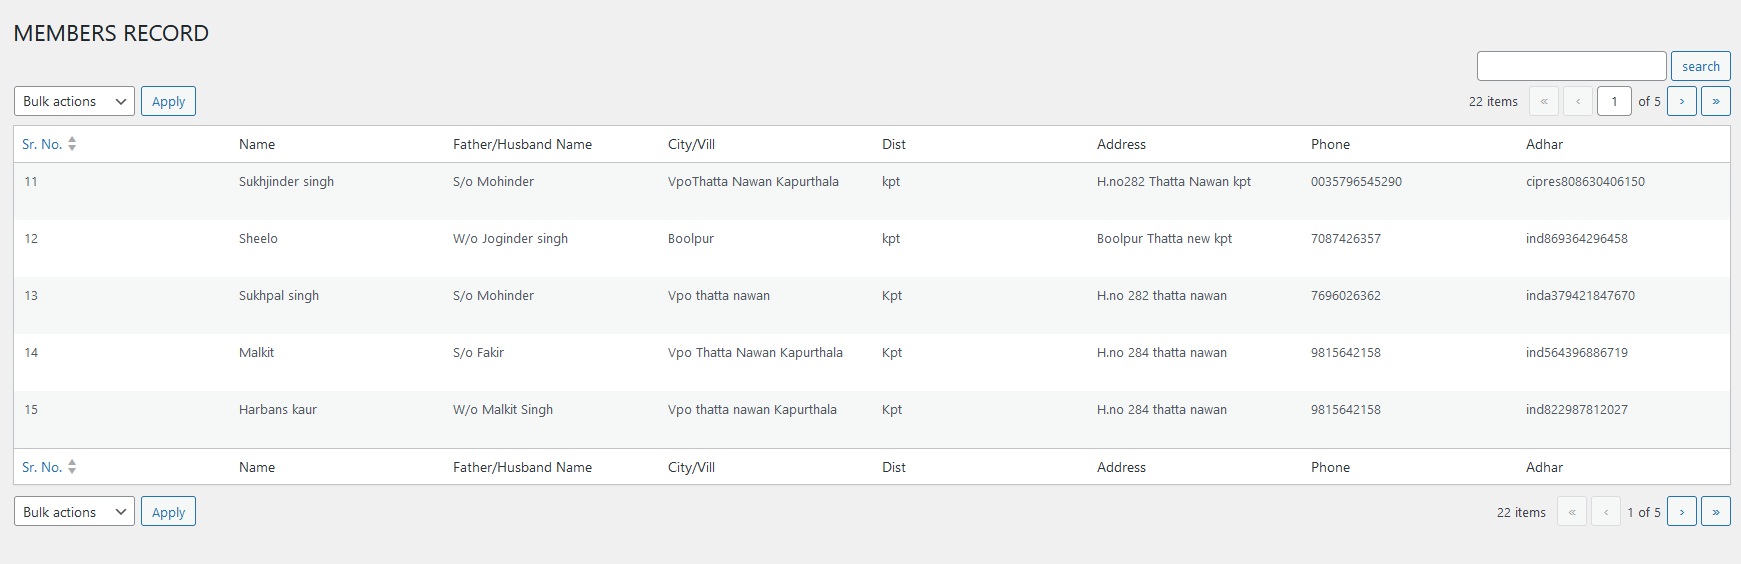 MEMBERS RECORD
search
Bulk actions Apply 22 items « ‹ 1 of 5 › »
Sr. No. Name Father/Husband Name City/Vill Dist Address Phone Adhar
11 Sukhjinder singh S/o Mohinder VpoThatta Nawan Kapurthala kpt H.no282 Thatta Nawan kpt 0035796545290 cipres808630406150
12 Sheelo W/o Joginder singh Boolpur kpt Boolpur Thatta new kpt 7087426357 ind869364296458
13 Sukhpal singh S/o Mohinder Vpo thatta nawan Kpt H.no 282 thatta nawan 7696026362 inda379421847670
14 Malkit S/o Fakir Vpo Thatta Nawan Kapurthala Kpt H.no 284 thatta nawan 9815642158 ind564396886719
15 Harbans kaur W/o Malkit Singh Vpo thatta nawan Kapurthala Kpt H.no 284 thatta nawan 9815642158 ind822987812027
Sr. No. Name Father/Husband Name City/Vill Dist Address Phone Adhar
Bulk actions Apply 22 items « ‹ 1 of 5 › »